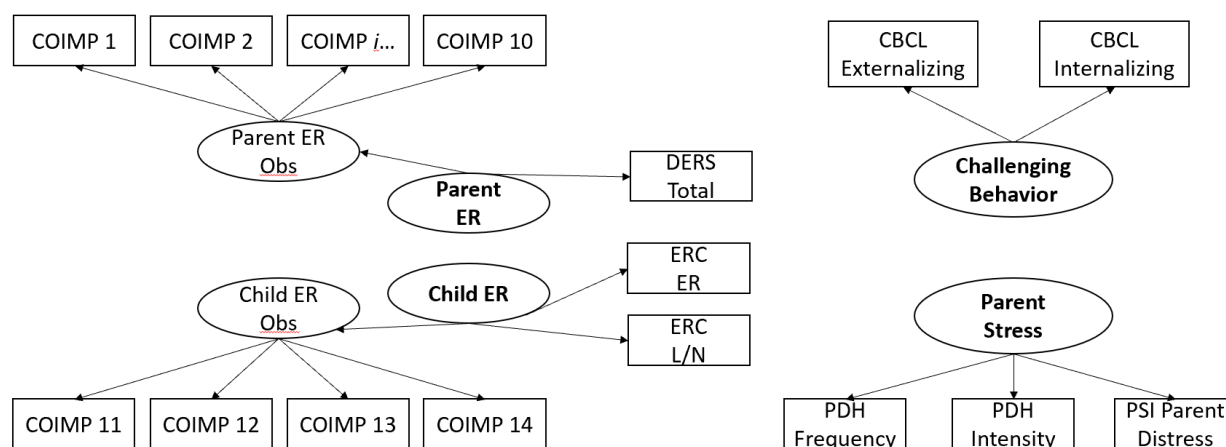 COIMP 1
COIMP 2
COIMP i...
COIMP 10
CBCL
Externalizing
CBCL
Internalizing
Parent ER
Obs
DERS
Total
Parent
ER
Challenging
Behavior
ERC
ER
Child ER
Obs
Child ER
ERC
L/N
Parent
Stress
COIMP 11
COIMP 12
COIMP 13
COIMP 14
PDH
Frequency
PDH
Intensity
PSI Parent
Distress